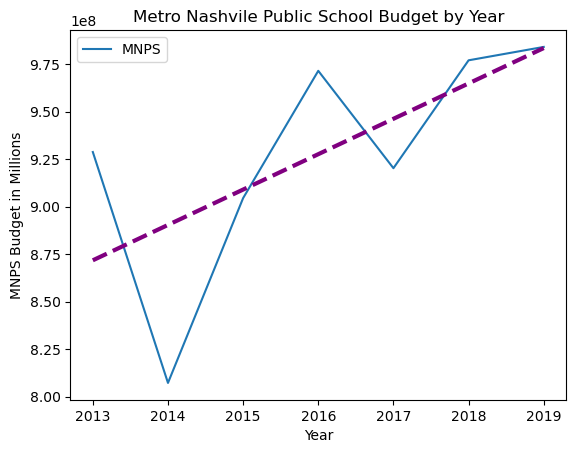 Metro Nashvile Public School Budget by Year
1e8
MNPS
9.75
9.50
9.25
9.00
8.75
8.50
8.25
8.00
MNPS Budget in Millions
2013 2014 2015 2016 2017 2018 2019
Year